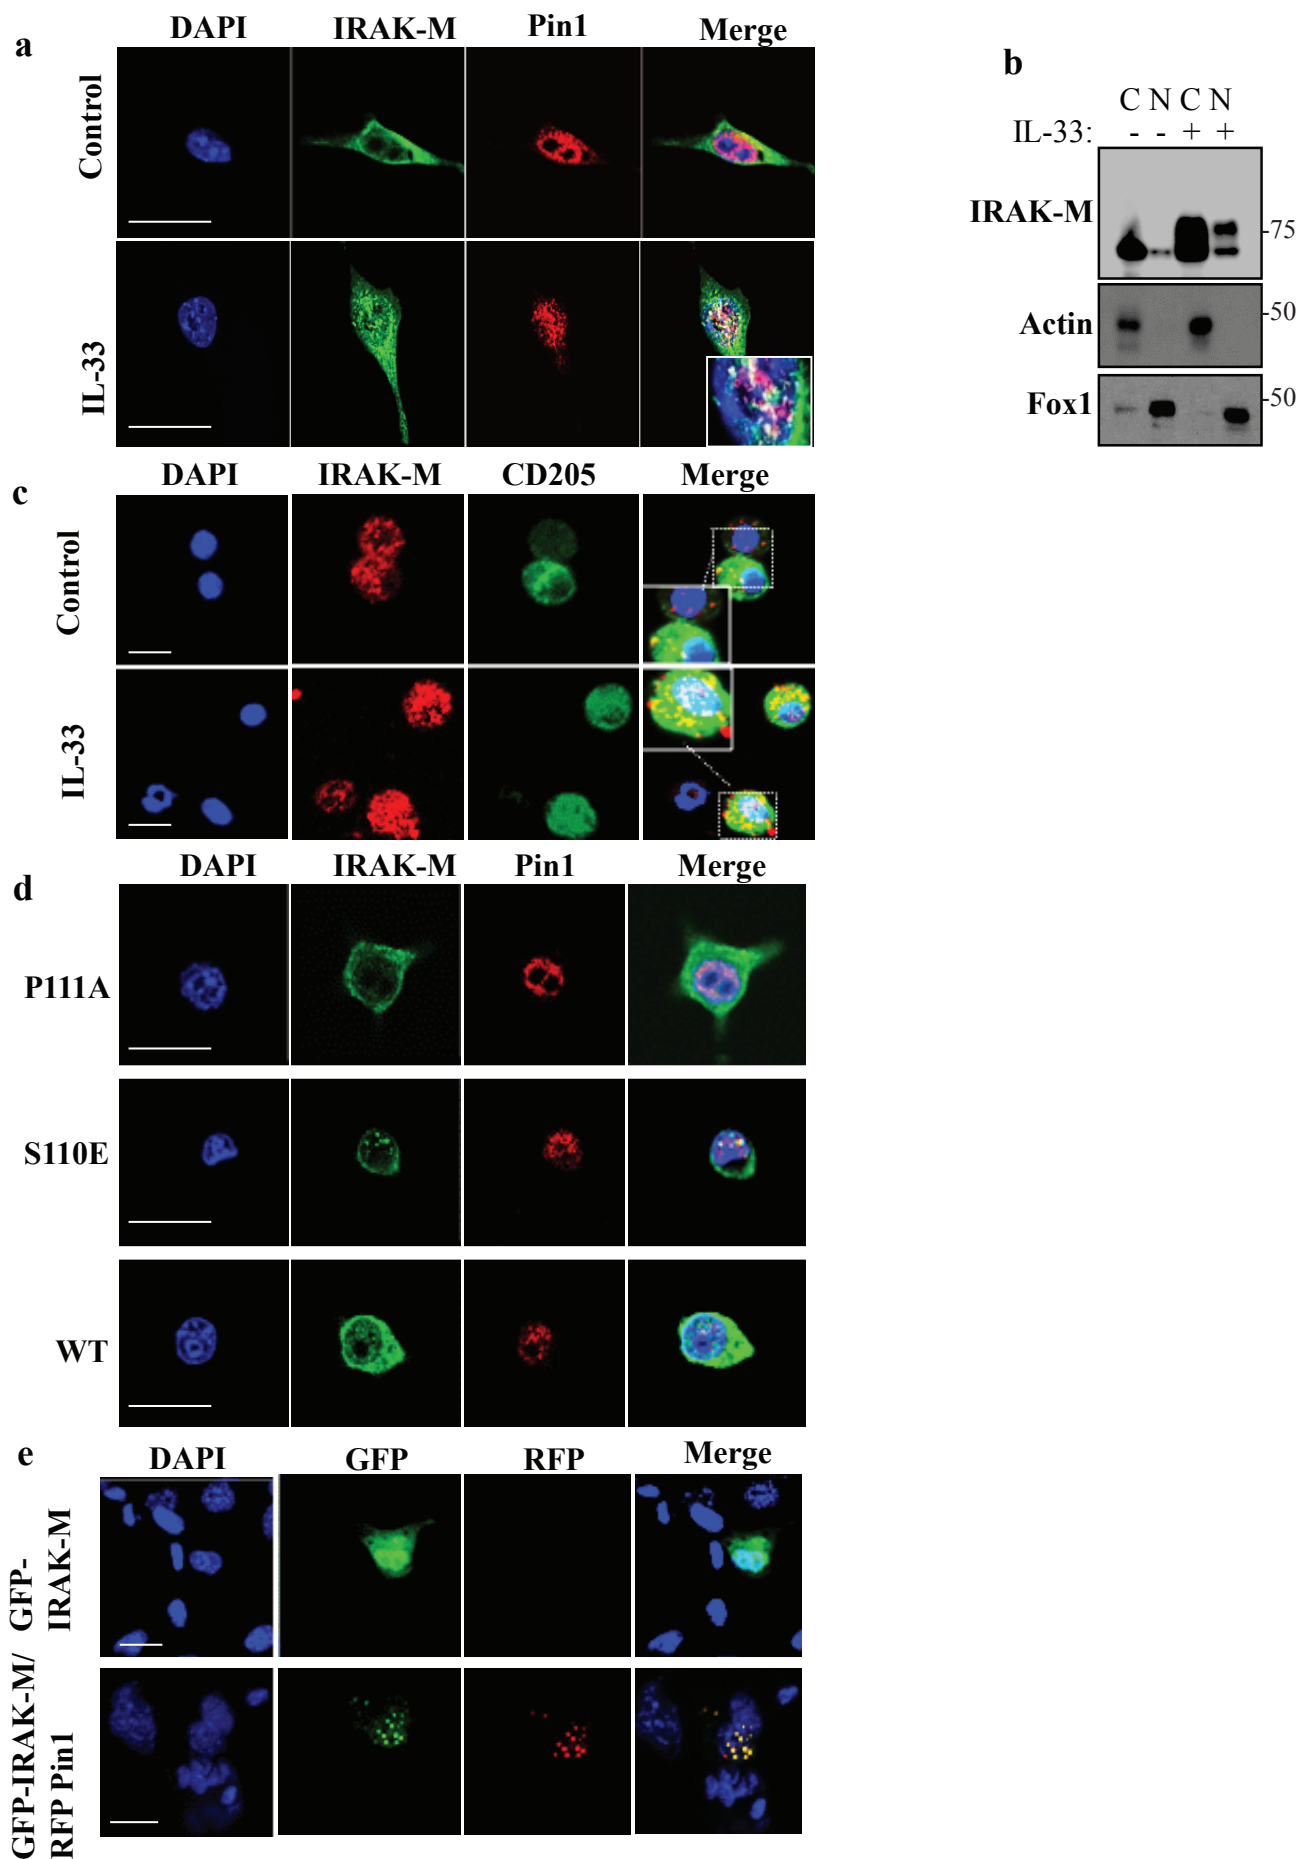 a
DAPI IRAK-M Pin1 Merge
Control
IL-33
b
C N C N
IL-33: - - + +
IRAK-M
-75
Actin
-50
Fox1
-50
c
DAPI IRAK-M CD205 Merge
Control
IL-33
d
DAPI IRAK-M Pin1 Merge
P111A
S110E
WT
e
DAPI GFP RFP Merge
GFP-
IRAK-M
GFP-IRAK-M/
RFP Pin1